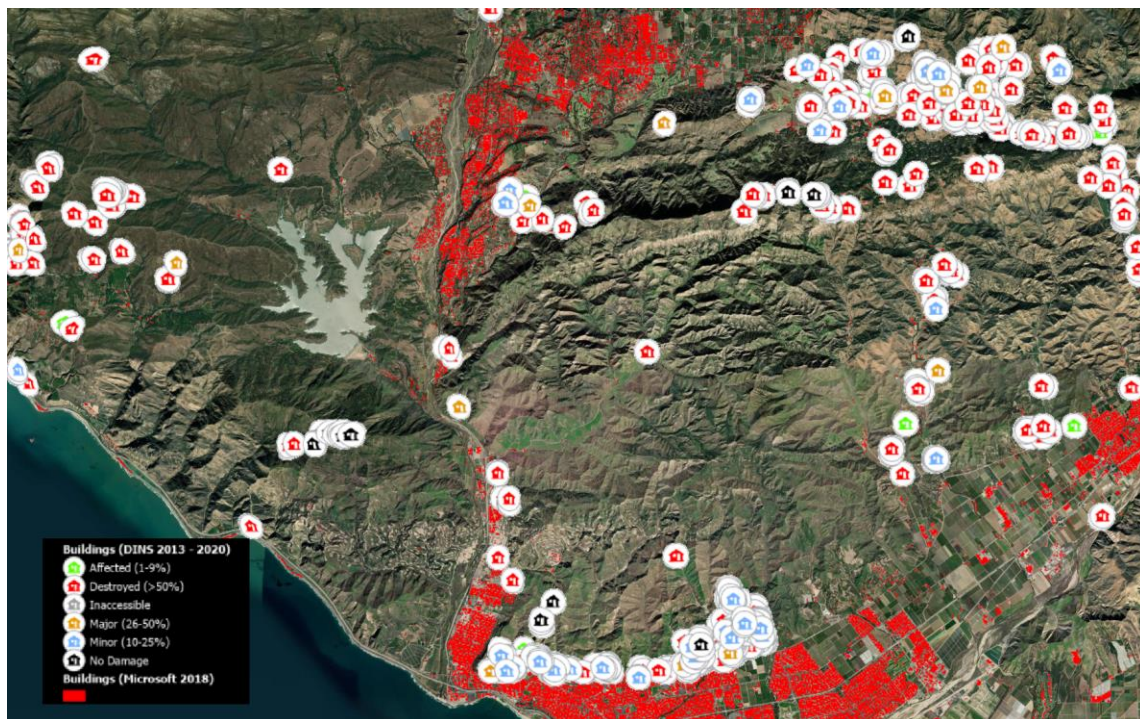 Buildings (DINS 2013 - 2020)
Affected (1-9%)
Destroyed (>50%)
Inaccessible
Major (26-50%)
Minor (10-25%)
No Damage
Buildings (Microsoft 2018)